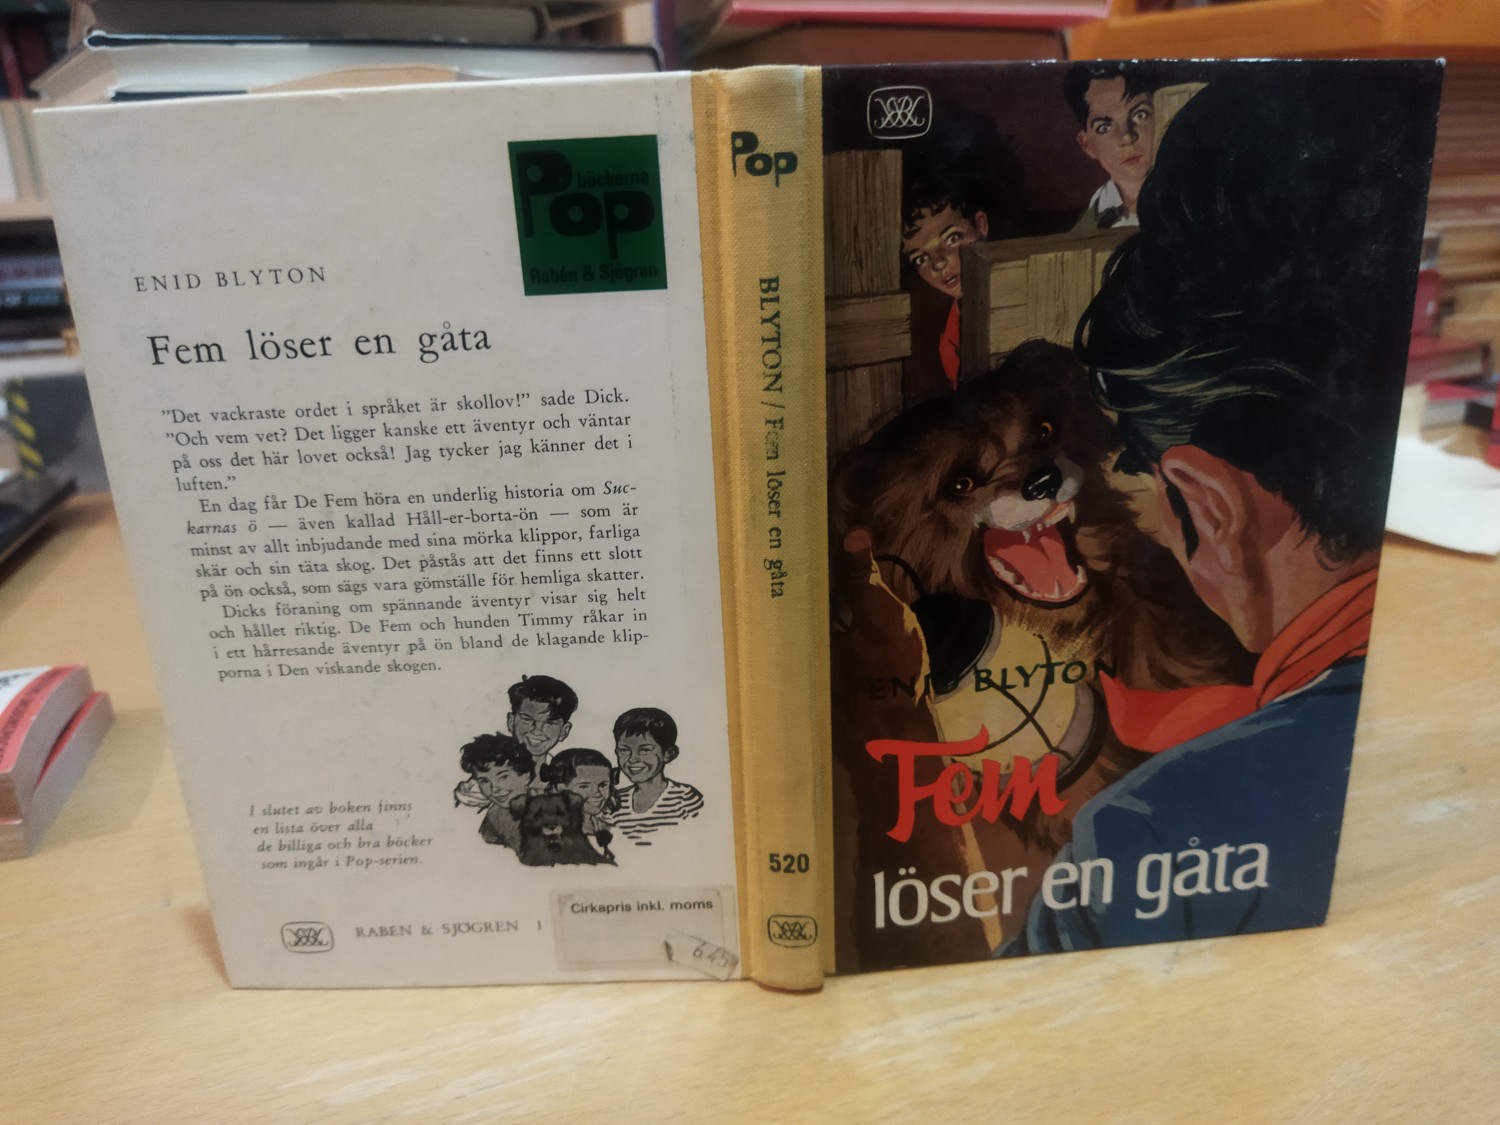 Pop
böckerna
Rabén & Sjögren
ENID BLYTON
Fem löser en gåta
”Det vackraste ordet i språket är skollov!” sade Dick.
”Och vem vet? Det ligger kanske ett äventyr och väntar
på oss det här lovet också! Jag tycker jag känner det i
luften.”
En dag får De Fem höra en underlig historia om Suc-
karnas ö — även kallad Håll-er-borta-ön — som är
minst av allt inbjudande med sina mörka klippor, farliga
skär och sin täta skog. Det påstås att det finns ett slott
på ön också, som sägs vara gömställe för hemliga skatter.
Dicks föraning om spännande äventyr visar sig helt
och hållet riktig. De Fem och hunden Timmy råkar in
i ett hårresande äventyr på ön bland de klagande klip-
porna i Den viskande skogen.
I slutet av boken finns
en lista över alla
de billiga och bra böcker
som ingår i Pop-serien.
RABÉN & SJÖGREN 1
Cirkapris inkl. moms
6.45
Pop
BLYTON / Fem löser en gåta
520
ENID BLYTON
Fem
löser en gåta